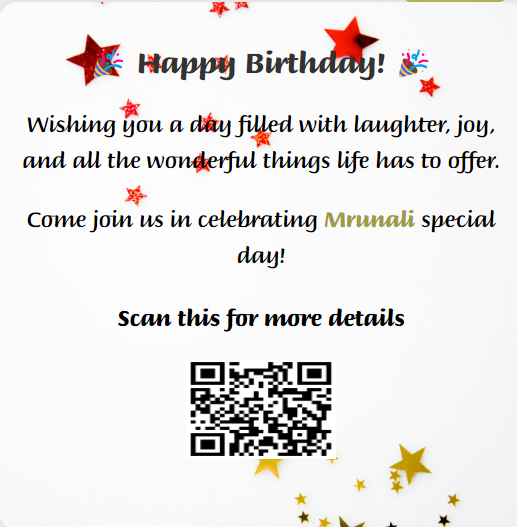 Happy Birthday!
Wishing you a day filled with laughter, joy,
and all the wonderful things life has to offer.
Come join us in celebrating Mrunali special
day!
Scan this for more details